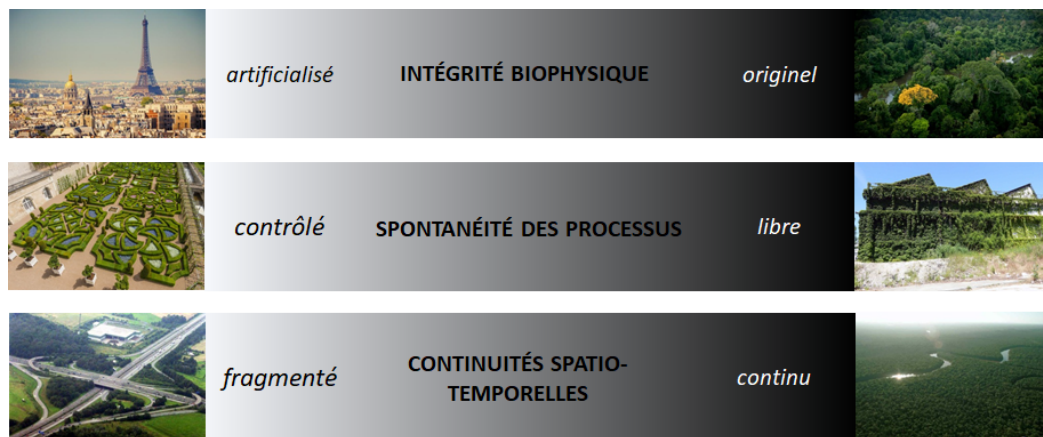 artificialisé
INTÉGRITÉ BIOPHYSIQUE
originel
contrôlé
SPONTANÉITÉ DES PROCESSUS
libre
fragmenté
CONTINUITÉS SPATIO-
TEMPORELLES
continu